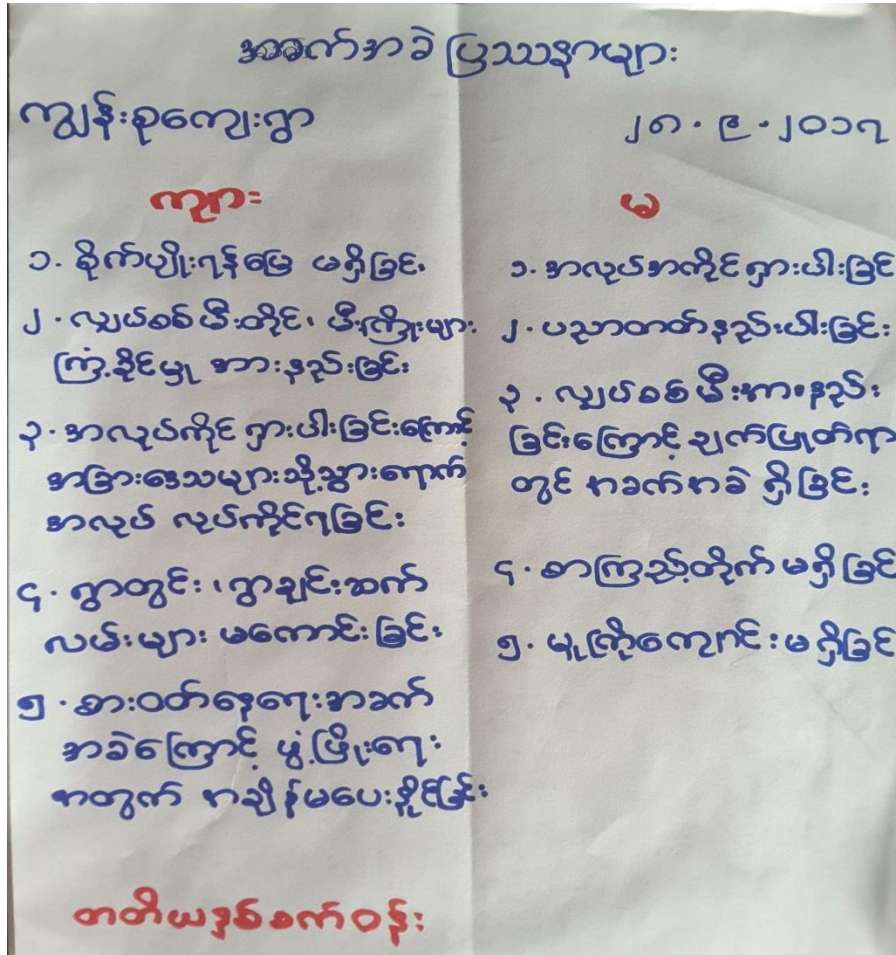 အခက်အခဲ ပြဿနာများ
ကျွန်းစုကျေးရွာ
၂၈.၉.၂၀၁၇
ကျား
၁. စိုက်ပျိုးရန်မြေ မရှိခြင်း
၂. လျှပ်စစ်မီးတိုင်၊ မီးကြိုးများ
ကြံ့ခိုင်မှု အားနည်းခြင်း
၃. အလုပ်ကိုင် ရှားပါးခြင်းကြောင့်
အခြားဒေသများသို့သွားရောက်
အလုပ် လုပ်ကိုင်ရခြင်း
၄. ရွာတွင်း၊ ရွာချင်းဆက်
လမ်းများ မကောင်းခြင်း
၅. စားဝတ်နေရေးအခက်
အခဲကြောင့် ဖွံ့ဖြိုးရေး
အတွက် အချိန်မပေးနိုင်ခြင်း
မ
၁. အလုပ်အကိုင်ရှားပါးခြင်
၂. ပညာတတ်နည်းပါးခြင်း
၃. လျှပ်စစ်မီးအားနည်း
ခြင်းကြောင့် ချက်ပြုတ်ရာ
တွင် အခက်အခဲ ရှိခြင်း
၄. စာကြည့်တိုက်မရှိခြင်
၅. မူကြိုကျောင်းမရှိခြင်
တတိယနှစ်စက်ဝန်း